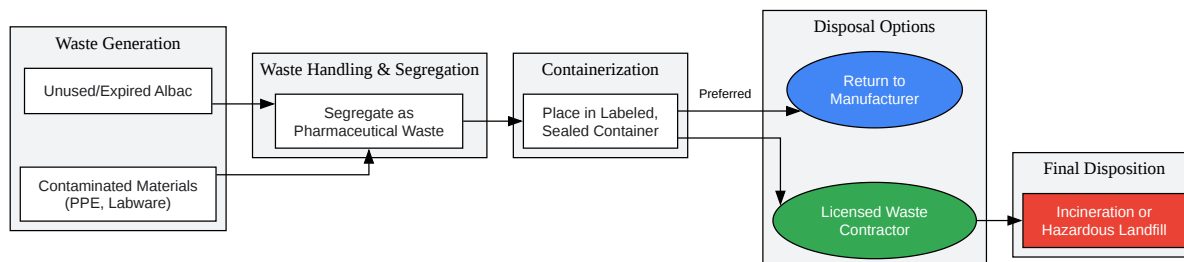 Waste Generation
Unused/Expired Albac
Contaminated Materials
(PPE, Labware)
Waste Handling & Segregation
Segregate as
Pharmaceutical Waste
Containerization
Place in Labeled,
Sealed Container
Preferred
Disposal Options
Return to
Manufacturer
Licensed Waste
Contractor
Final Disposition
Incineration or
Hazardous Landfill